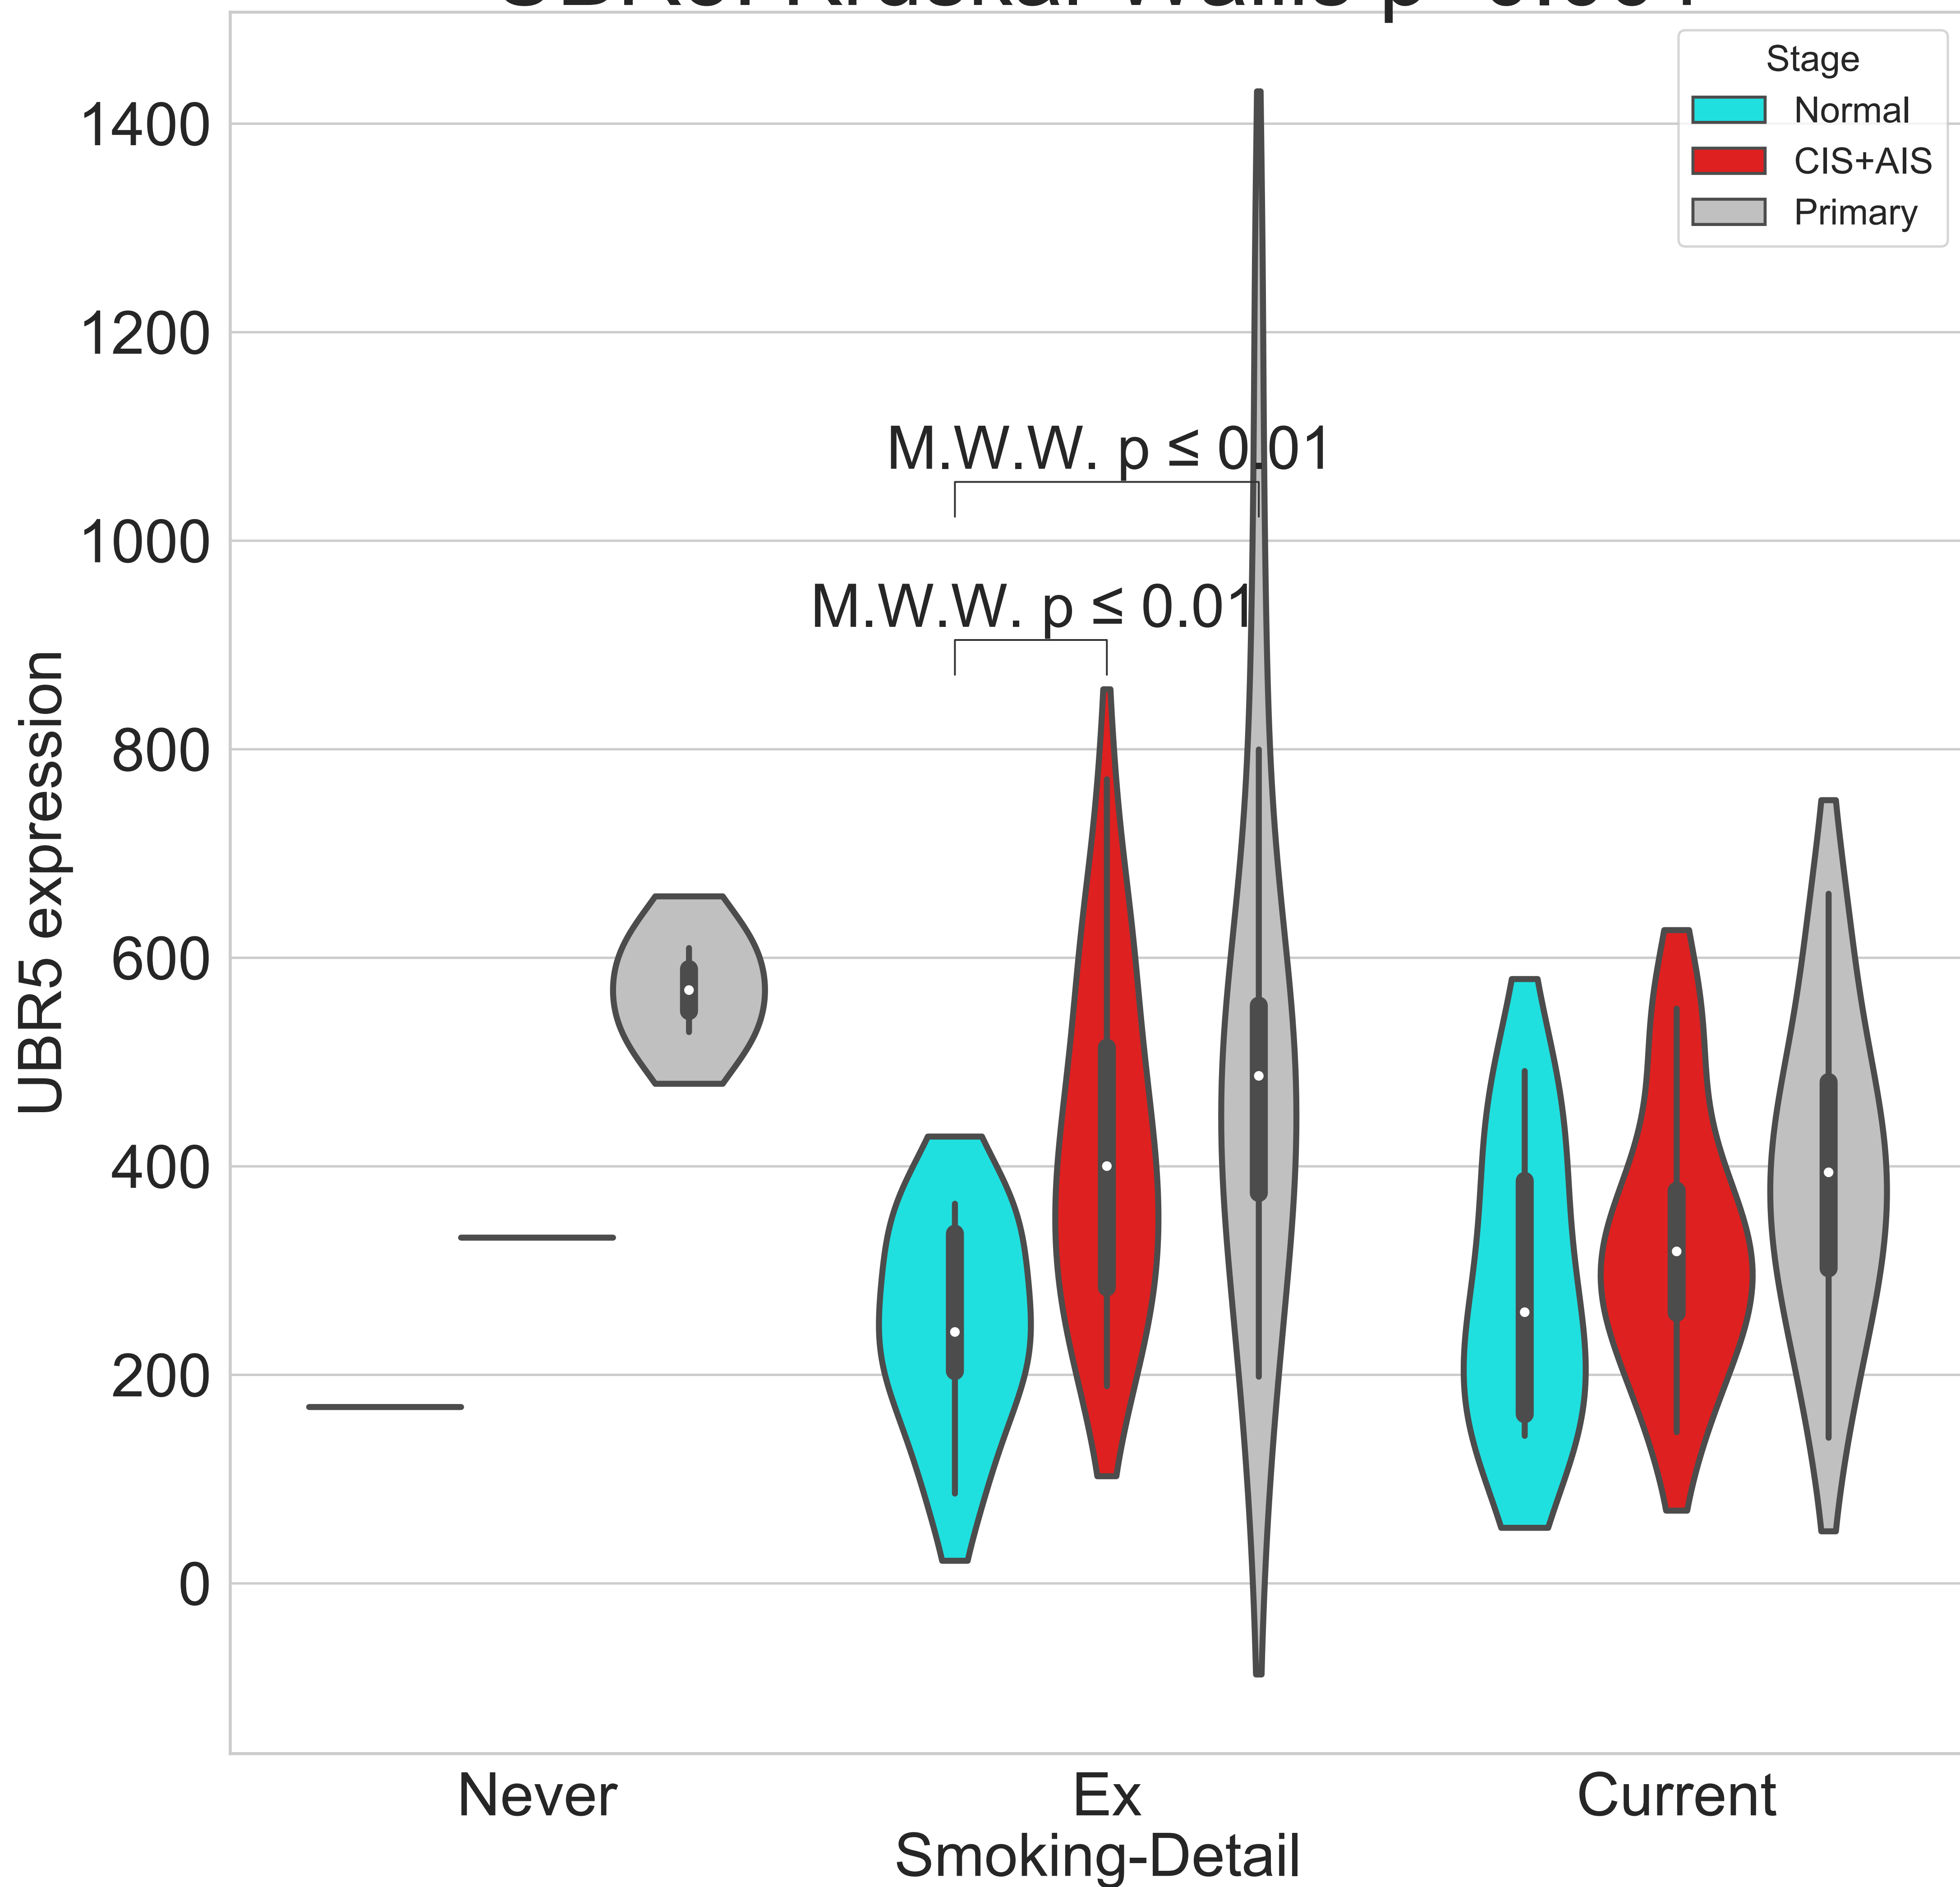 Stage
Normal
CIS+AIS
Primary
1400
1200
1000
800
600
400
200
0
UBR5 expression
M.W.W. p ≤ 0.01
M.W.W. p ≤ 0.01
Never
Ex
Current
Smoking-Detail